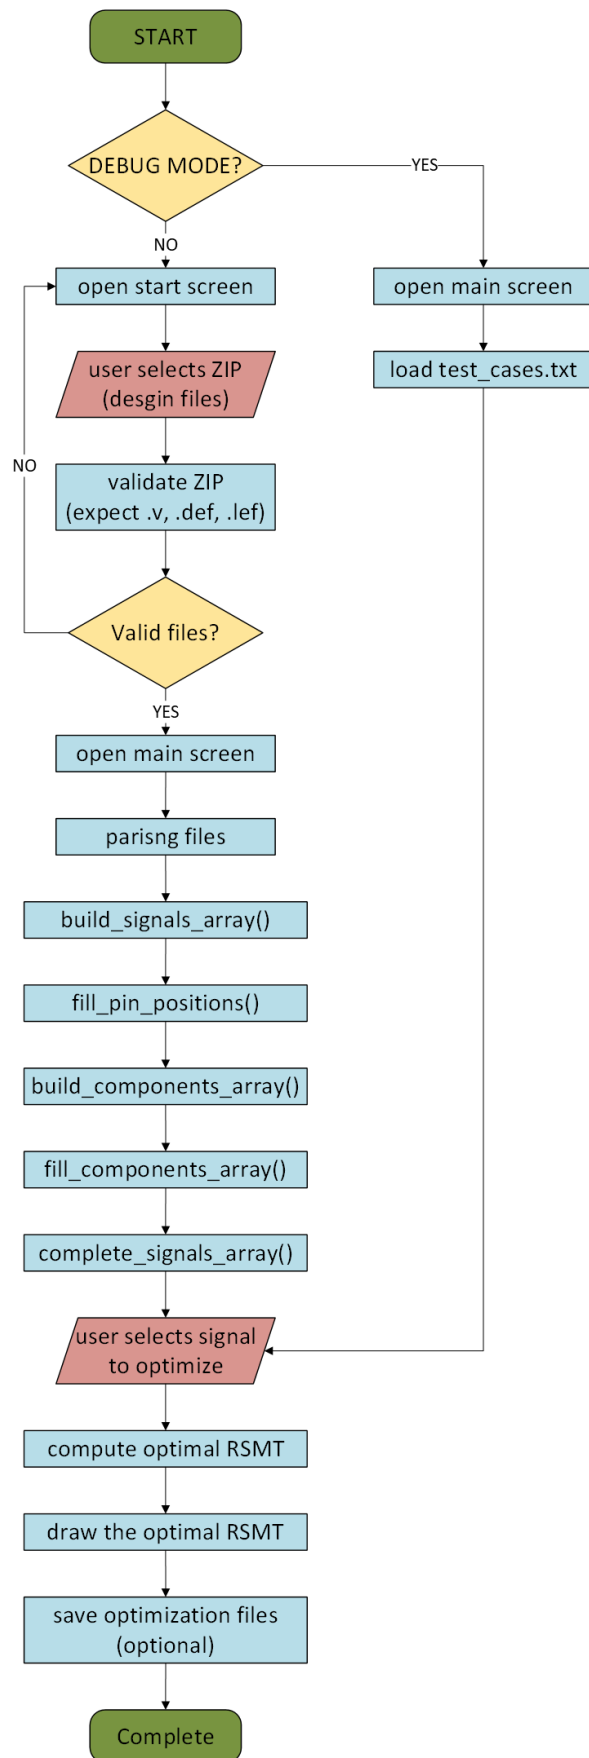 START
DEBUG MODE?
YES
NO
open start screen
open main screen
user selects ZIP
(desgin files)
load test_cases.txt
NO
validate ZIP
(expect .v, .def, .lef)
Valid files?
YES
open main screen
parisng files
build_signals_array()
fill_pin_positions()
build_components_array()
fill_components_array()
complete_signals_array()
user selects signal
to optimize
compute optimal RSMT
draw the optimal RSMT
save optimization files
(optional)
Complete